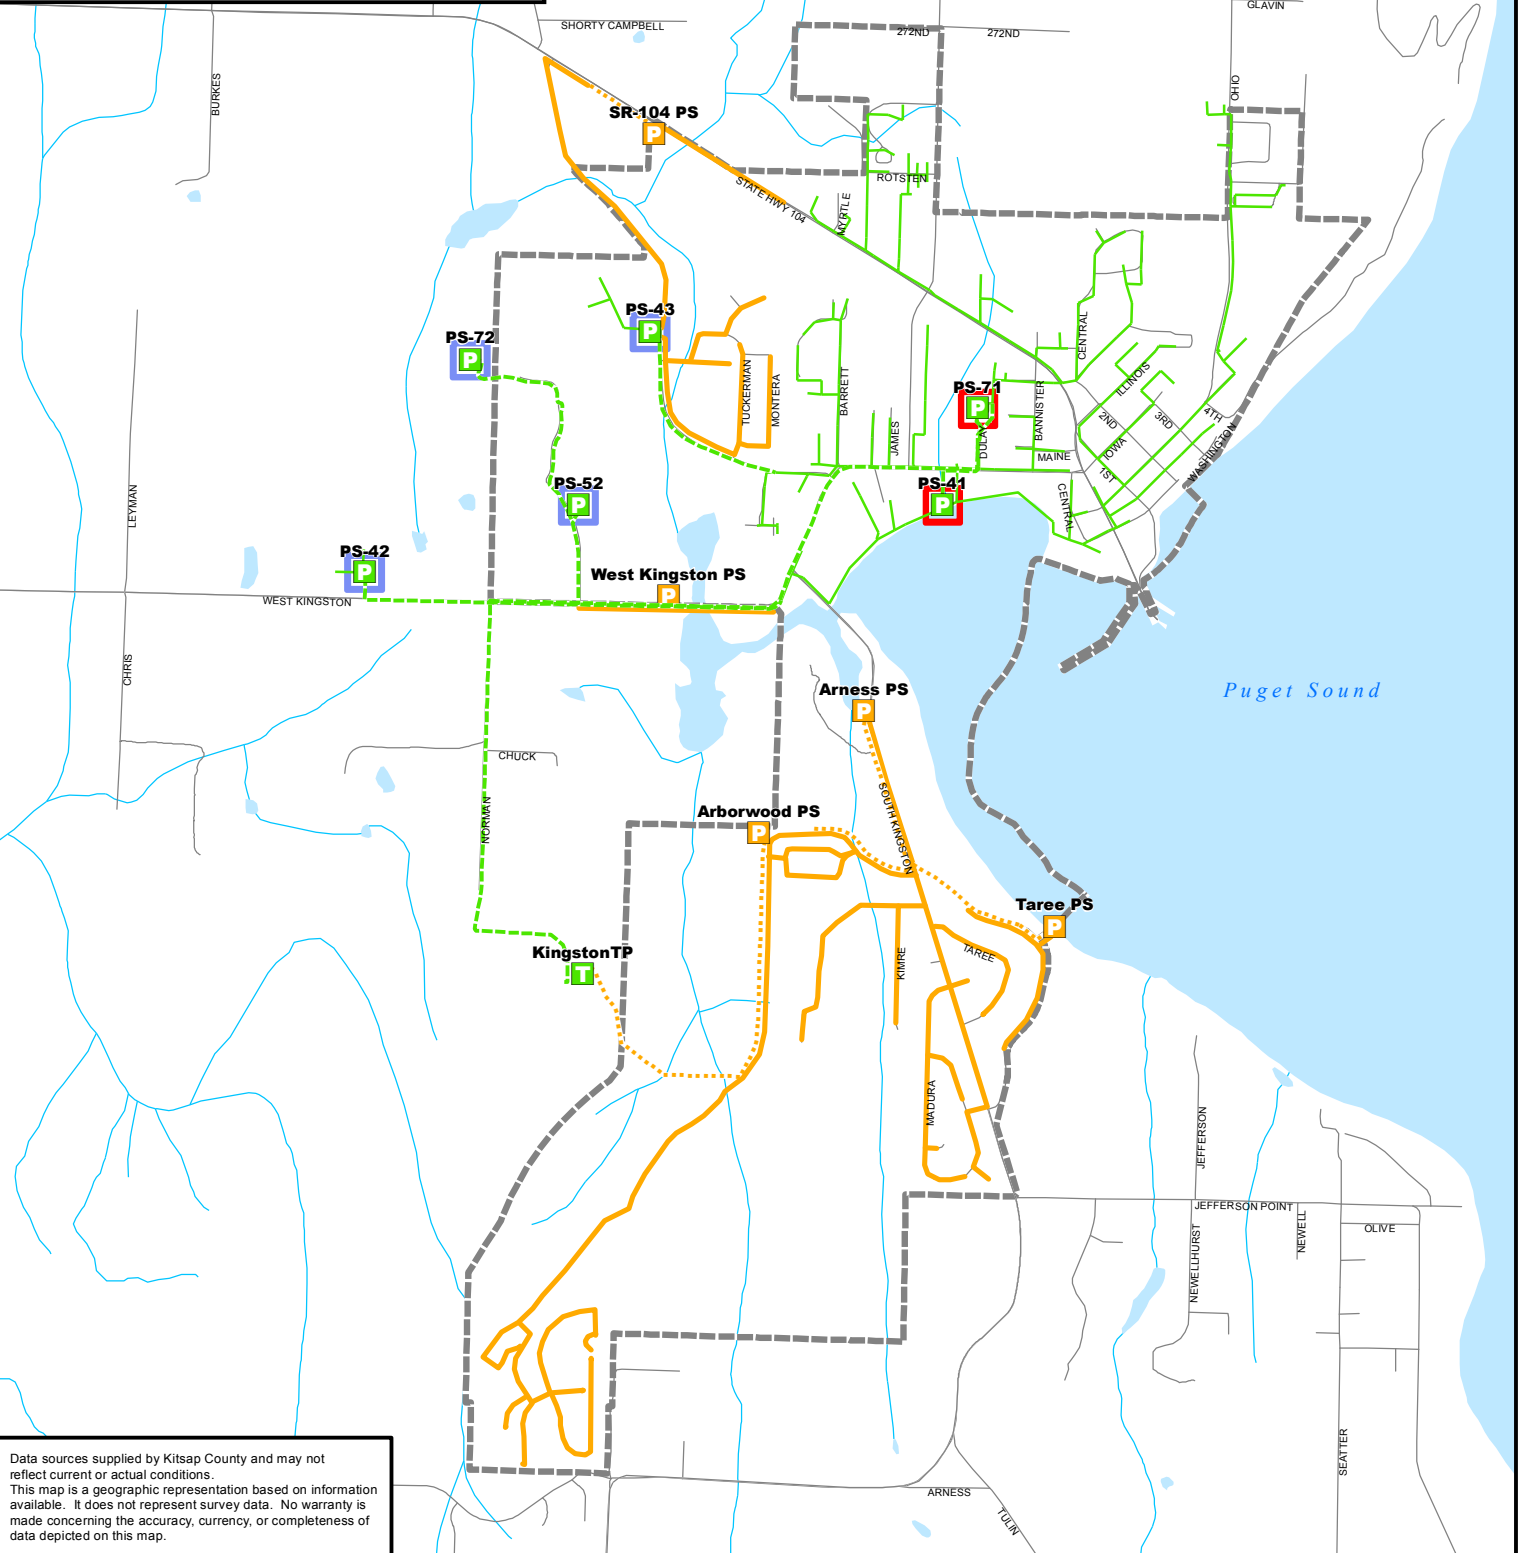 GLAVIN
SHORTY CAMPBELL
272ND
272ND
BURKES
OHIO
SR-104 PS
P
ROTSTEN
STATE HWY 104
MYRTLE
PS-43
P
PS-72
P
CENTRAL
TUCKERMAN
MONTERA
BARRETT
PS-71
P
ILLINOIS
BANNISTER
2ND
3RD
4TH
JAMES
DULAY
IOWA
WASHINGTON
MAINE
1ST
PS-52
P
PS-41
P
CENTRAL
LEYMAN
PS-42
P
West Kingston PS
P
WEST KINGSTON
CHRIS
Arness PS
P
Puget Sound
CHUCK
SOUTH KINGSTON
NORMAN
Arborwood PS
P
Taree PS
P
KingstonTP
T
KIMRE
TAREE
MADURA
JEFFERSON
JEFFERSON POINT
NEWELLHURST
NEWELL
OLIVE
SEATTER
ARNESS
TULIN
Data sources supplied by Kitsap County and may not
reflect current or actual conditions.
This map is a geographic representation based on information
available. It does not represent survey data. No warranty is
made concerning the accuracy, currency, or completeness of
data depicted on this map.